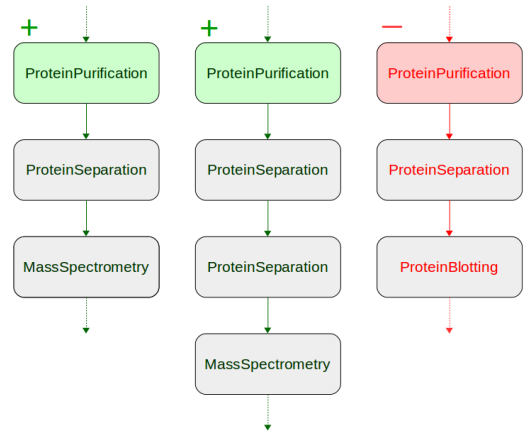 + + −
ProteinPurification ProteinPurification ProteinPurification
ProteinSeparation ProteinSeparation ProteinSeparation
MassSpectrometry ProteinSeparation ProteinBlotting
MassSpectrometry